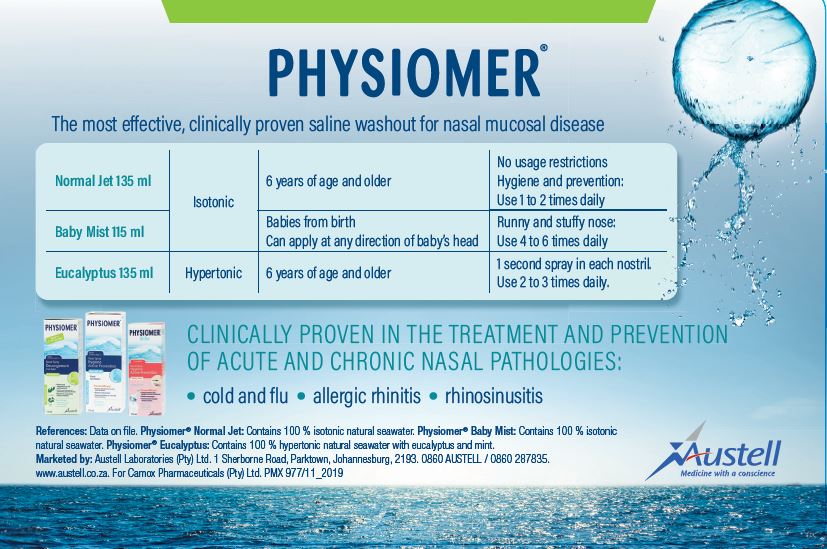 PHYSIOMER®
The most effective, clinically proven saline washout for nasal mucosal disease
Normal Jet 135 ml
Isotonic
6 years of age and older
No usage restrictions
Hygiene and prevention:
Use 1 to 2 times daily
Baby Mist 115 ml
Babies from birth
Can apply at any direction of baby's head
Runny and stuffy nose:
Use 4 to 6 times daily
Eucalyptus 135 ml
Hypertonic
6 years of age and older
1 second spray in each nostril.
Use 2 to 3 times daily.
PHYSIOMER
PHYSIOMER
PHYSIOMER
CLINICALLY PROVEN IN THE TREATMENT AND PREVENTION
OF ACUTE AND CHRONIC NASAL PATHOLOGIES:
• cold and flu • allergic rhinitis • rhinosinusitis
References: Data on file. Physiomer® Normal Jet: Contains 100 % isotonic natural seawater. Physiomer® Baby Mist: Contains 100 % isotonic
natural seawater. Physiomer® Eucalyptus: Contains 100 % hypertonic natural seawater with eucalyptus and mint.
Marketed by: Austell Laboratories (Pty) Ltd. 1 Sherborne Road, Parktown, Johannesburg, 2193. 0860 AUSTELL / 0860 287835.
www.austell.co.za. For Camox Pharmaceuticals (Pty) Ltd. PMX 977/11_2019
Austell
Medicine with a conscience